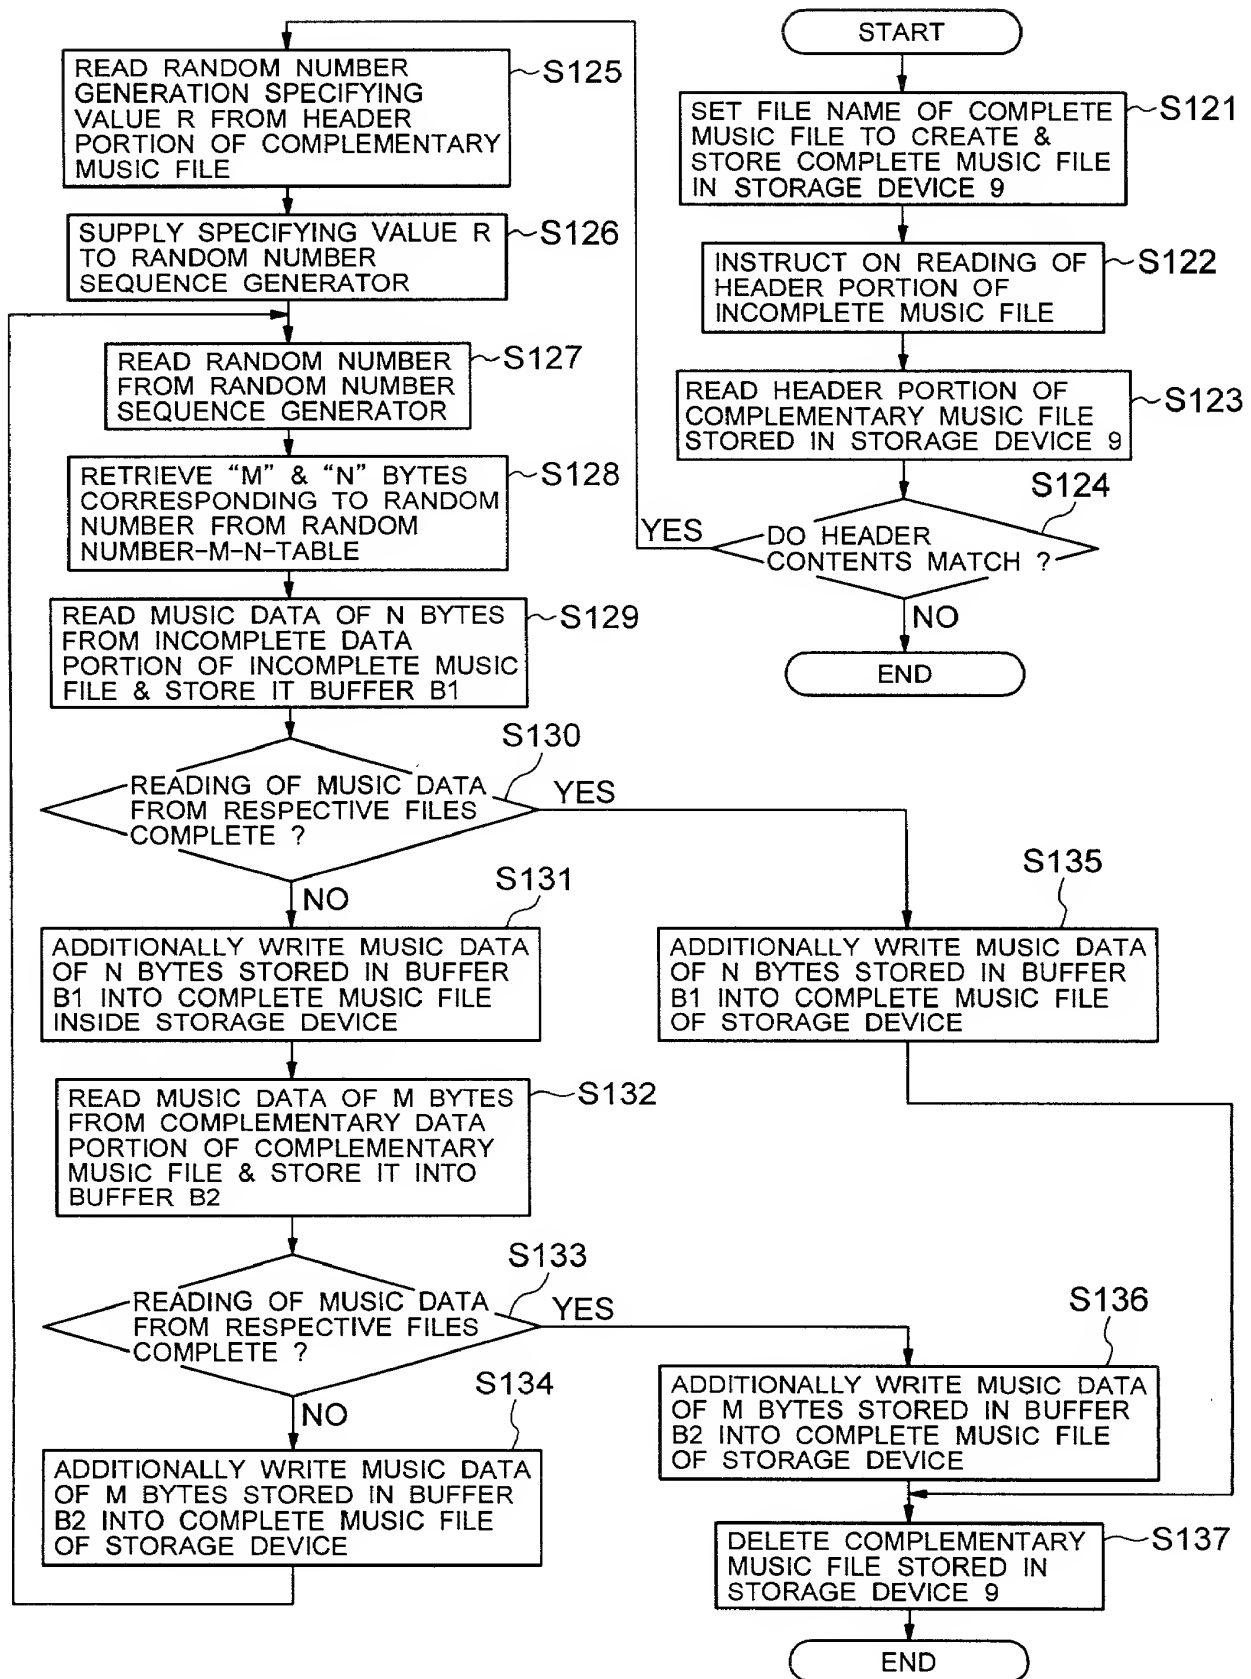 START
SET FILE NAME OF COMPLETE
MUSIC FILE TO CREATE &
STORE COMPLETE MUSIC FILE
IN STORAGE DEVICE 9
S121
INSTRUCT ON READING OF
HEADER PORTION OF
INCOMPLETE MUSIC FILE
S122
READ HEADER PORTION OF
COMPLEMENTARY MUSIC FILE
STORED IN STORAGE DEVICE 9
S123
S124
DO HEADER
CONTENTS MATCH ?
YES
NO
END
READ RANDOM NUMBER
GENERATION SPECIFYING
VALUE R FROM HEADER
PORTION OF COMPLEMENTARY
MUSIC FILE
S125
SUPPLY SPECIFYING VALUE R
TO RANDOM NUMBER
SEQUENCE GENERATOR
S126
READ RANDOM NUMBER
FROM RANDOM NUMBER
SEQUENCE GENERATOR
S127
RETRIEVE “M” & “N” BYTES
CORRESPONDING TO RANDOM
NUMBER FROM RANDOM
NUMBER-M-N-TABLE
S128
READ MUSIC DATA OF N BYTES
FROM INCOMPLETE DATA
PORTION OF INCOMPLETE MUSIC
FILE & STORE IT BUFFER B1
S129
S130
READING OF MUSIC DATA
FROM RESPECTIVE FILES
COMPLETE ?
YES
NO
S131
ADDITIONALLY WRITE MUSIC DATA
OF N BYTES STORED IN BUFFER
B1 INTO COMPLETE MUSIC FILE
INSIDE STORAGE DEVICE
READ MUSIC DATA OF M BYTES
FROM COMPLEMENTARY DATA
PORTION OF COMPLEMENTARY
MUSIC FILE & STORE IT INTO
BUFFER B2
S132
S133
READING OF MUSIC DATA
FROM RESPECTIVE FILES
COMPLETE ?
YES
NO
S134
ADDITIONALLY WRITE MUSIC DATA
OF M BYTES STORED IN BUFFER
B2 INTO COMPLETE MUSIC FILE
OF STORAGE DEVICE
S135
ADDITIONALLY WRITE MUSIC DATA
OF N BYTES STORED IN BUFFER
B1 INTO COMPLETE MUSIC FILE
OF STORAGE DEVICE
S136
ADDITIONALLY WRITE MUSIC DATA
OF M BYTES STORED IN BUFFER
B2 INTO COMPLETE MUSIC FILE
OF STORAGE DEVICE
DELETE COMPLEMENTARY
MUSIC FILE STORED IN
STORAGE DEVICE 9
S137
END